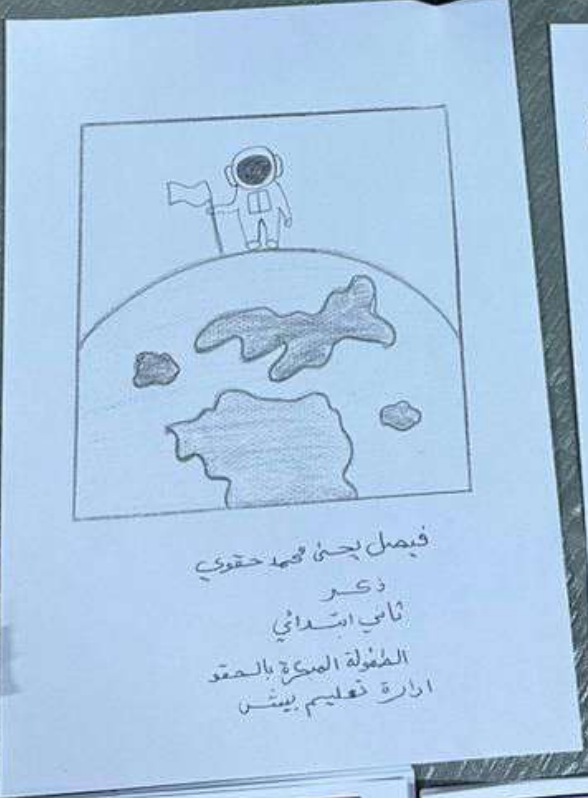 فيصل يحيى محمد حقوي
ذكر
ثاني ابتدائي
الطفولة المبكرة بالحقو
ادارة تعليم بيش